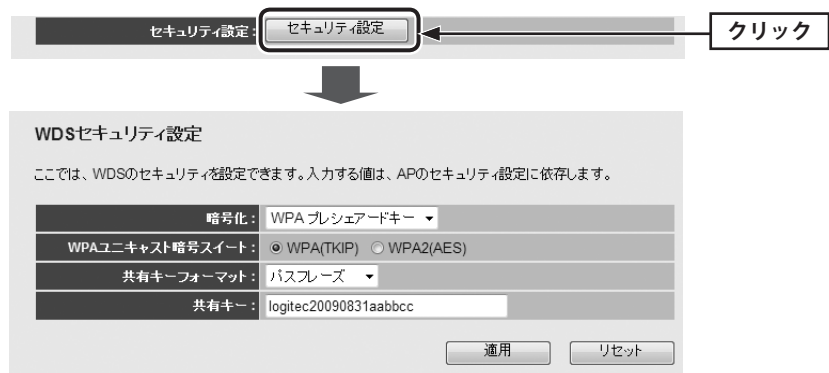 セキュリティ設定: セキュリティ設定 クリック
WDSセキュリティ設定
ここでは、WDSのセキュリティを設定できます。入力する値は、APのセキュリティ設定に依存します。
暗号化: WPA プレシェアードキー
WPAユニキャスト暗号スイート: WPA(TKIP) WPA2(AES)
共有キーフォーマット: パスフレーズ
共有キー: logitec20090831aabbcc
適用 リセット